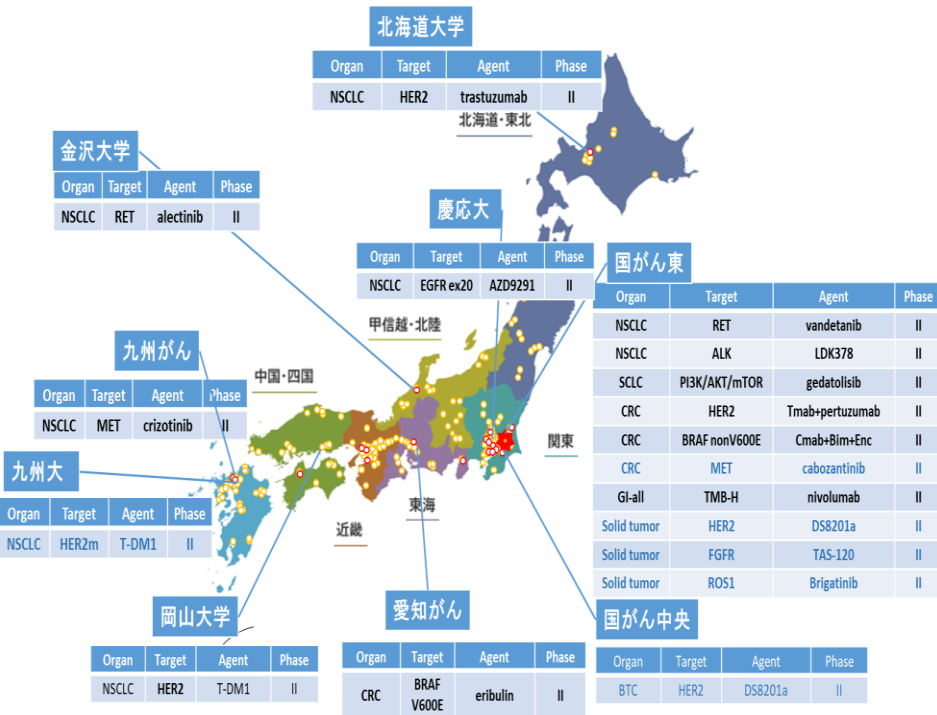 北海道大学
Organ Target Agent Phase
NSCLC HER2 trastuzumab II
北海道・東北
金沢大学
Organ Target Agent Phase
NSCLC RET alectinib II
慶応大
Organ Target Agent Phase
NSCLC EGFR ex20 AZD9291 II
国がん東
Organ Target Agent Phase
NSCLC RET vandetanib II
NSCLC ALK LDK378 II
SCLC PI3K/AKT/mTOR gedatolisib II
CRC HER2 Tmab+pertuzumab II
CRC BRAF nonV600E Cmab+Bim+Enc II
CRC MET cabozantinib II
GI-all TMB-H nivolumab II
Solid tumor HER2 DS8201a II
Solid tumor FGFR TAS-120 II
Solid tumor ROS1 Brigatinib II
甲信越・北陸
九州がん
中国・四国
Organ Target Agent Phase
NSCLC MET crizotinib II
関東
九州大
Organ Target Agent Phase
NSCLC HER2m T-DM1 II
東海
近畿
岡山大学
Organ Target Agent Phase
NSCLC HER2 T-DM1 II
愛知がん
Organ Target Agent Phase
CRC BRAF V600E eribulin II
国がん中央
Organ Target Agent Phase
BTC HER2 DS8201a II